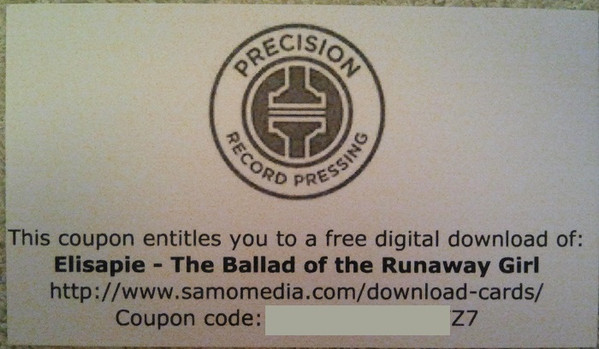 PRECISION
RECORD PRESSING
This coupon entitles you to a free digital download of:
Elisapie - The Ballad of the Runaway Girl
http://www.samomedia.com/download-cards/
Coupon code: Z7